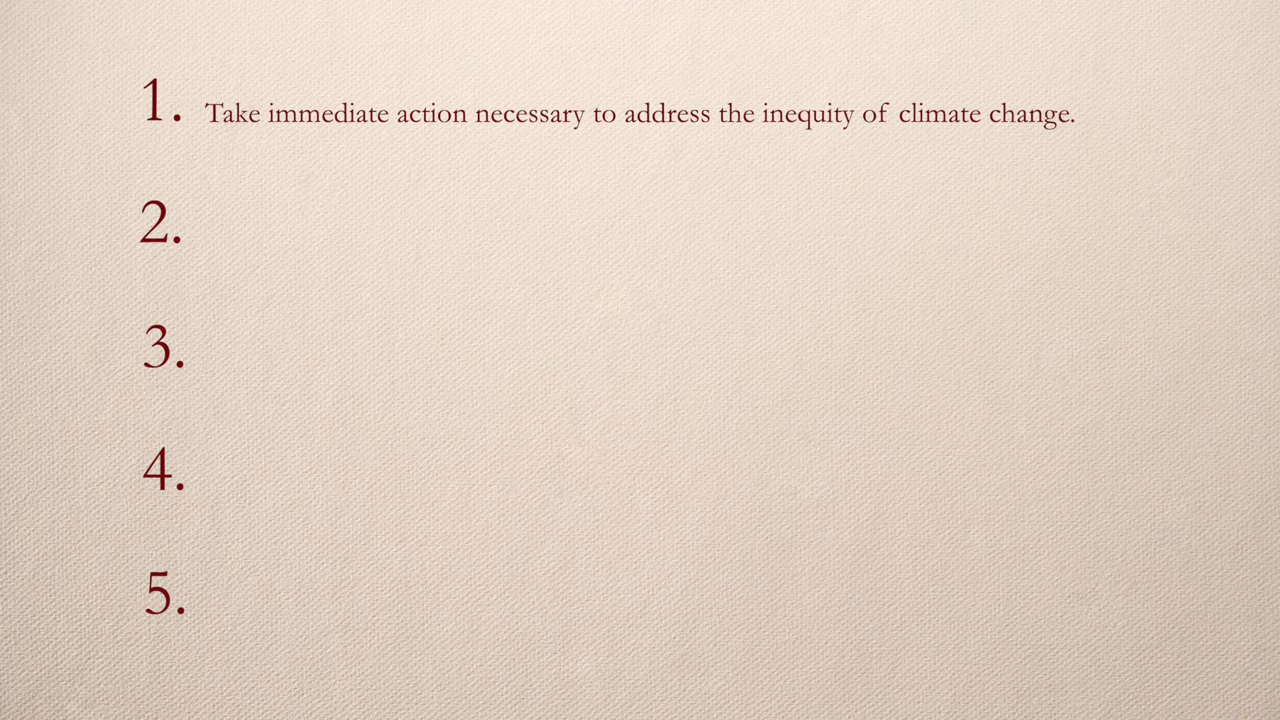 1. Take immediate action necessary to address the inequity of climate change.
2.
3.
4.
5.